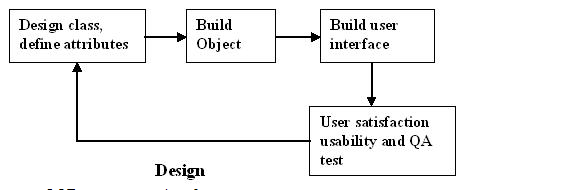 Design class,
define attributes
Build
Object
Build user
interface
User satisfaction
usability and QA
test
Design